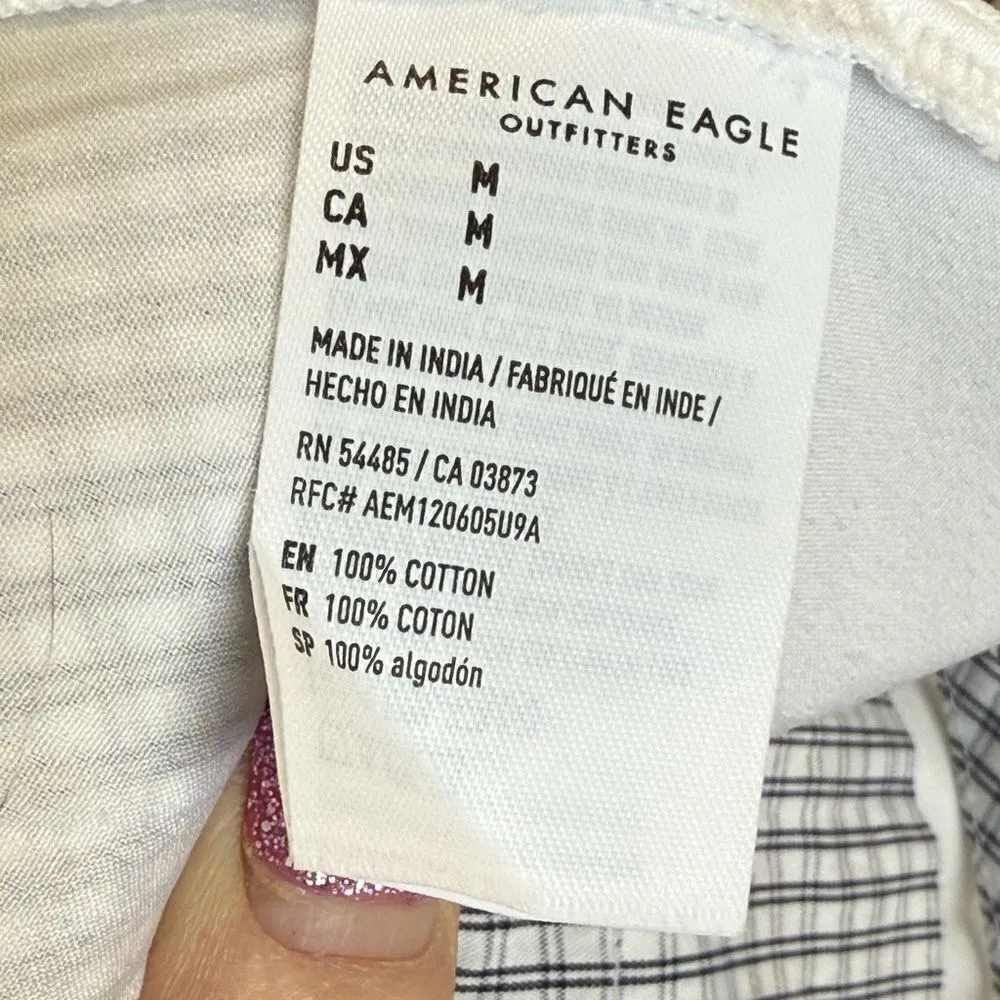 AMERICAN EAGLE
OUTFITTERS
US M
CA M
MX M
MADE IN INDIA / FABRIQUÉ EN INDE /
HECHO EN INDIA
RN 54485 / CA 03873
RFC# AEM120605U9A
EN 100% COTTON
FR 100% COTON
SP 100% algodón